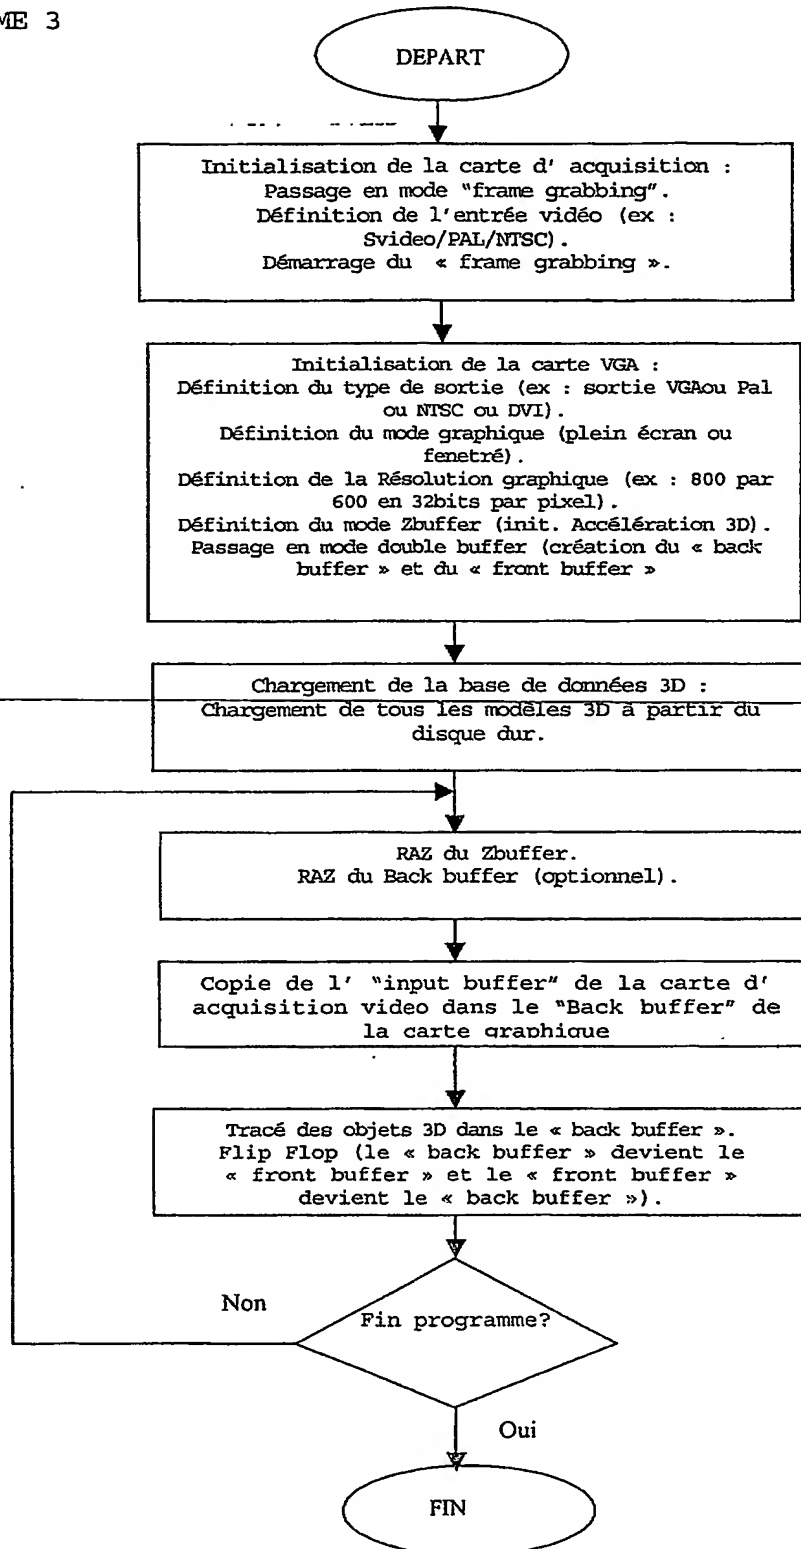 ME 3
DEPART
Initialisation de la carte d' acquisition :
Passage en mode "frame grabbing".
Définition de l'entrée vidéo (ex :
Svideo/PAL/NTSC).
Démarrage du « frame grabbing ».
Initialisation de la carte VGA :
Définition du type de sortie (ex : sortie VGAou Pal
ou NTSC ou DVI).
Définition du mode graphique (plein écran ou
fenetré).
Définition de la Résolution graphique (ex : 800 par
600 en 32bits par pixel).
Définition du mode Zbuffer (init. Accélération 3D).
Passage en mode double buffer (création du « back
buffer » et du « front buffer »
Chargement de la base de données 3D :
Chargement de tous les modèles 3D à partir du
disque dur.
RAZ du Zbuffer.
RAZ du Back buffer (optionnel).
Copie de l' "input buffer" de la carte d'
acquisition video dans le "Back buffer" de
la carte graphique
Tracé des objets 3D dans le « back buffer ».
Flip Flop (le « back buffer » devient le
« front buffer » et le « front buffer »
devient le « back buffer »).
Non
Fin programme?
Oui
FIN